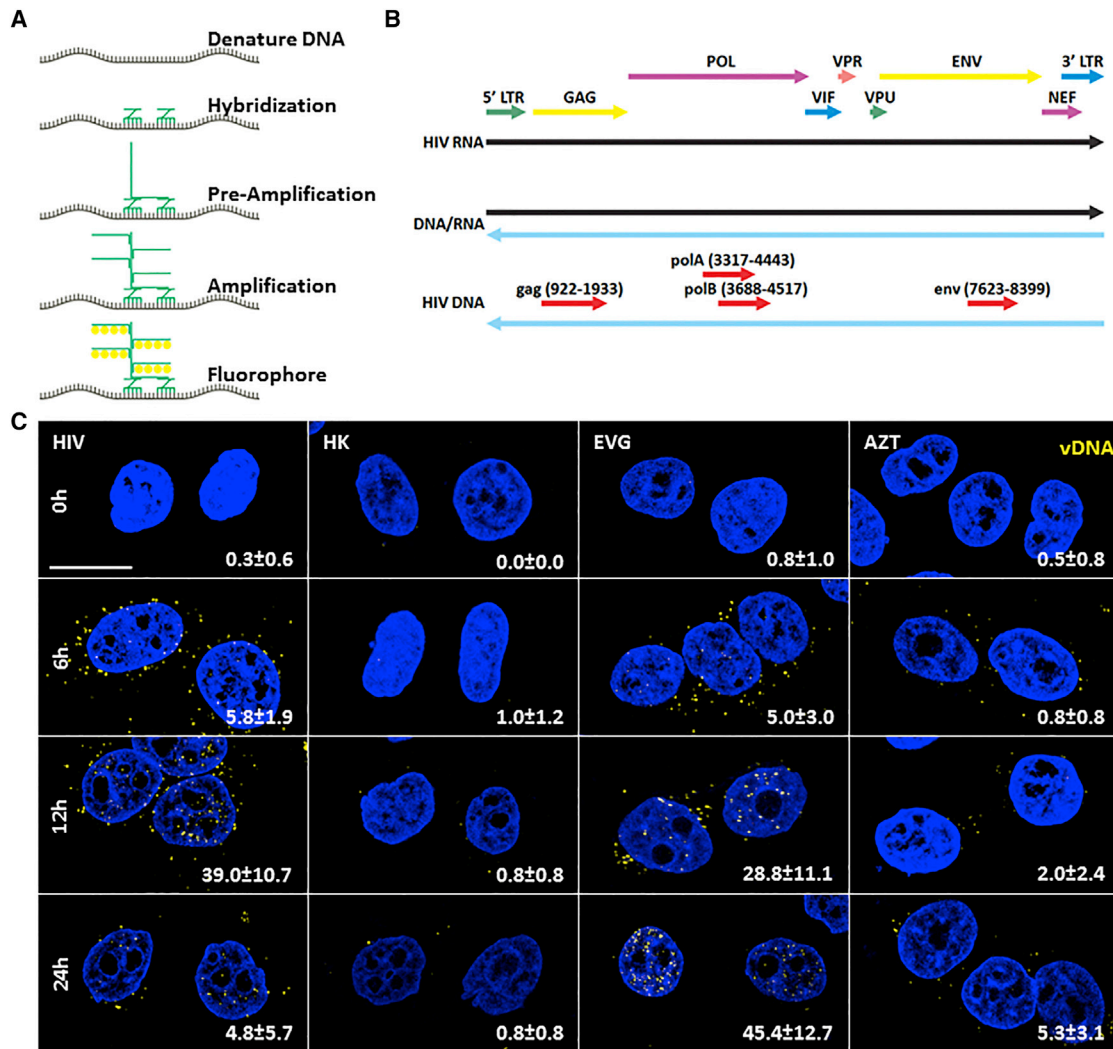 A
Denature DNA
Hybridization
Pre-Amplification
Amplification
Fluorophore
B
POL
VPR
ENV
3' LTR
5' LTR
GAG
VIF
VPU
NEF
HIV RNA
DNA/RNA
polA (3317-4443)
gag (922-1933)
polB (3688-4517)
env (7623-8399)
HIV DNA
C
HIV
HK
EVG
AZT
vDNA
0h
0.3±0.6
0.0±0.0
0.8±1.0
0.5±0.8
6h
5.8±1.9
1.0±1.2
5.0±3.0
0.8±0.8
12h
39.0±10.7
0.8±0.8
28.8±11.1
2.0±2.4
24h
4.8±5.7
0.8±0.8
45.4±12.7
5.3±3.1